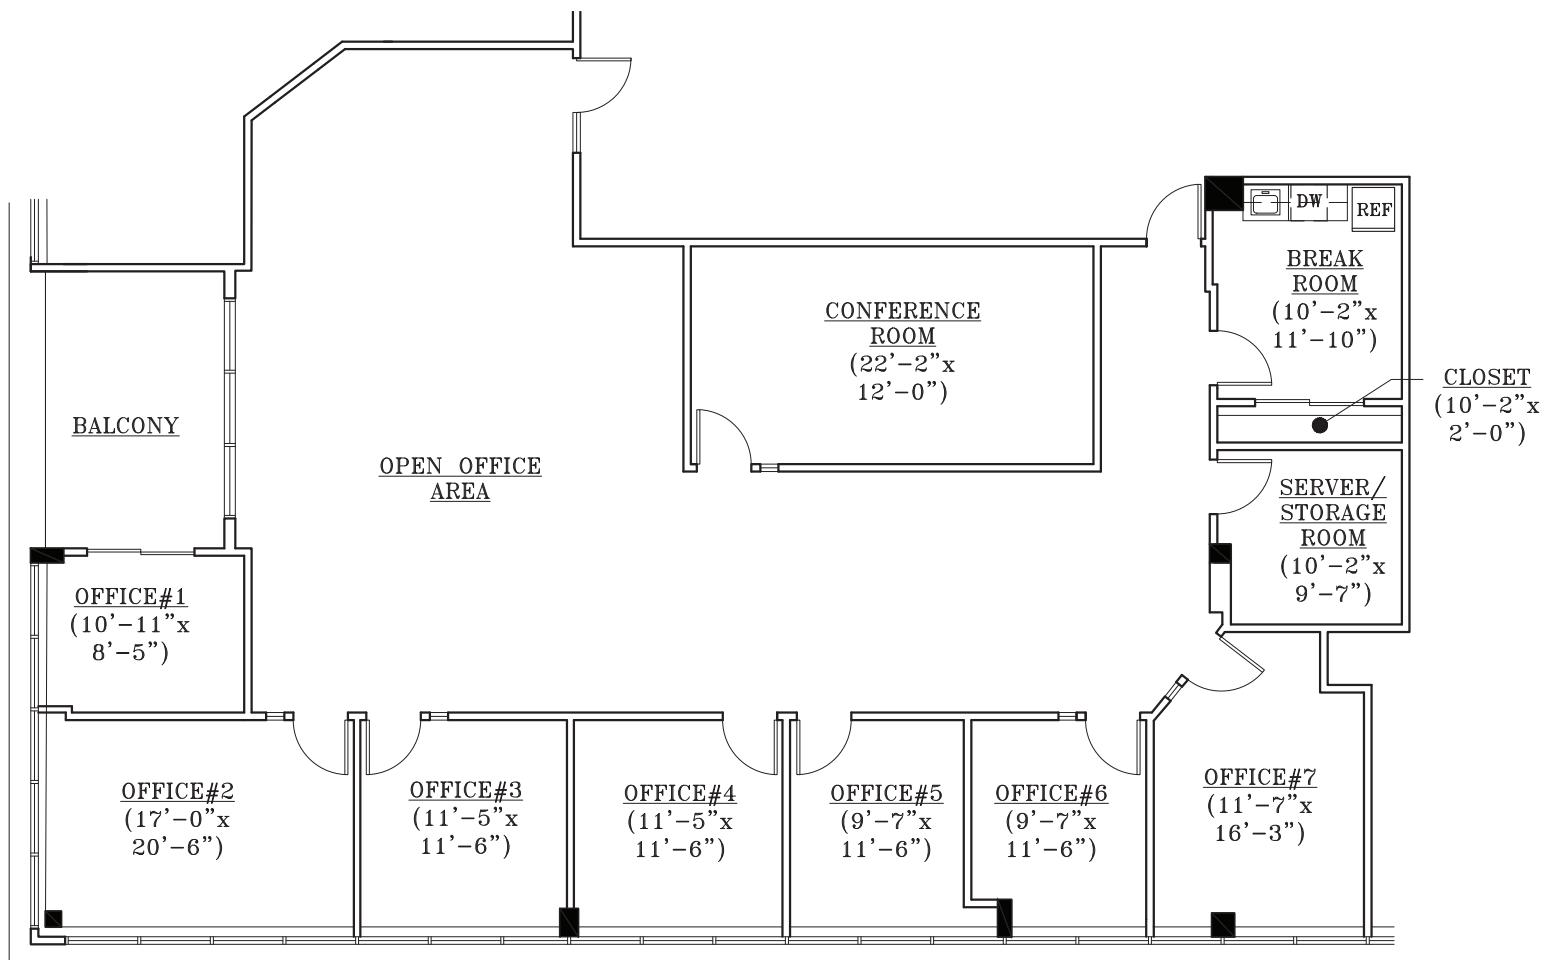 DW
REF
BREAK
ROOM
(10'-2"x
11'-10")
CONFERENCE
ROOM
(22'-2"x
12'-0")
CLOSET
(10'-2"x
2'-0")
BALCONY
OPEN OFFICE
AREA
SERVER/
STORAGE
ROOM
(10'-2"x
9'-7")
OFFICE#1
(10'-11"x
8'-5")
OFFICE#2
(17'-0"x
20'-6")
OFFICE#3
(11'-5"x
11'-6")
OFFICE#4
(11'-5"x
11'-6")
OFFICE#5
(9'-7"x
11'-6")
OFFICE#6
(9'-7"x
11'-6")
OFFICE#7
(11'-7"x
16'-3")